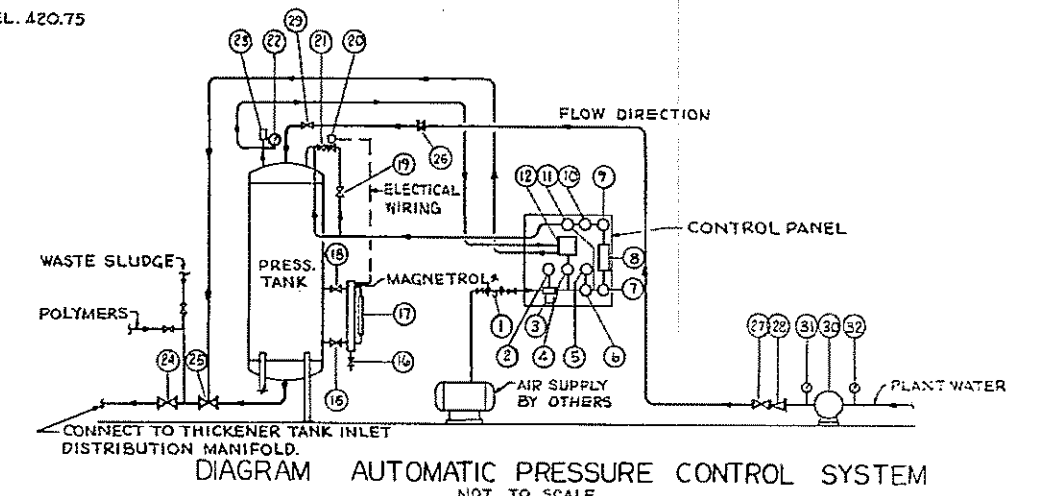 EL. 420.75
29
23
22
21
20
FLOW DIRECTION
26
19
ELECTICAL
WIRING
12
11
10
9
CONTROL PANEL
8
WASTE SLUDGE
PRESS.
TANK
18
MAGNETROL
POLYMERS
17
7
1
2
3
4
5
6
16
15
27
28
31
30
32
24
25
AIR SUPPLY
BY OTHERS
PLANT WATER
CONNECT TO THICKENER TANK INLET
DISTRIBUTION MANIFOLD.
DIAGRAM AUTOMATIC PRESSURE CONTROL SYSTEM
NOT TO SCALE